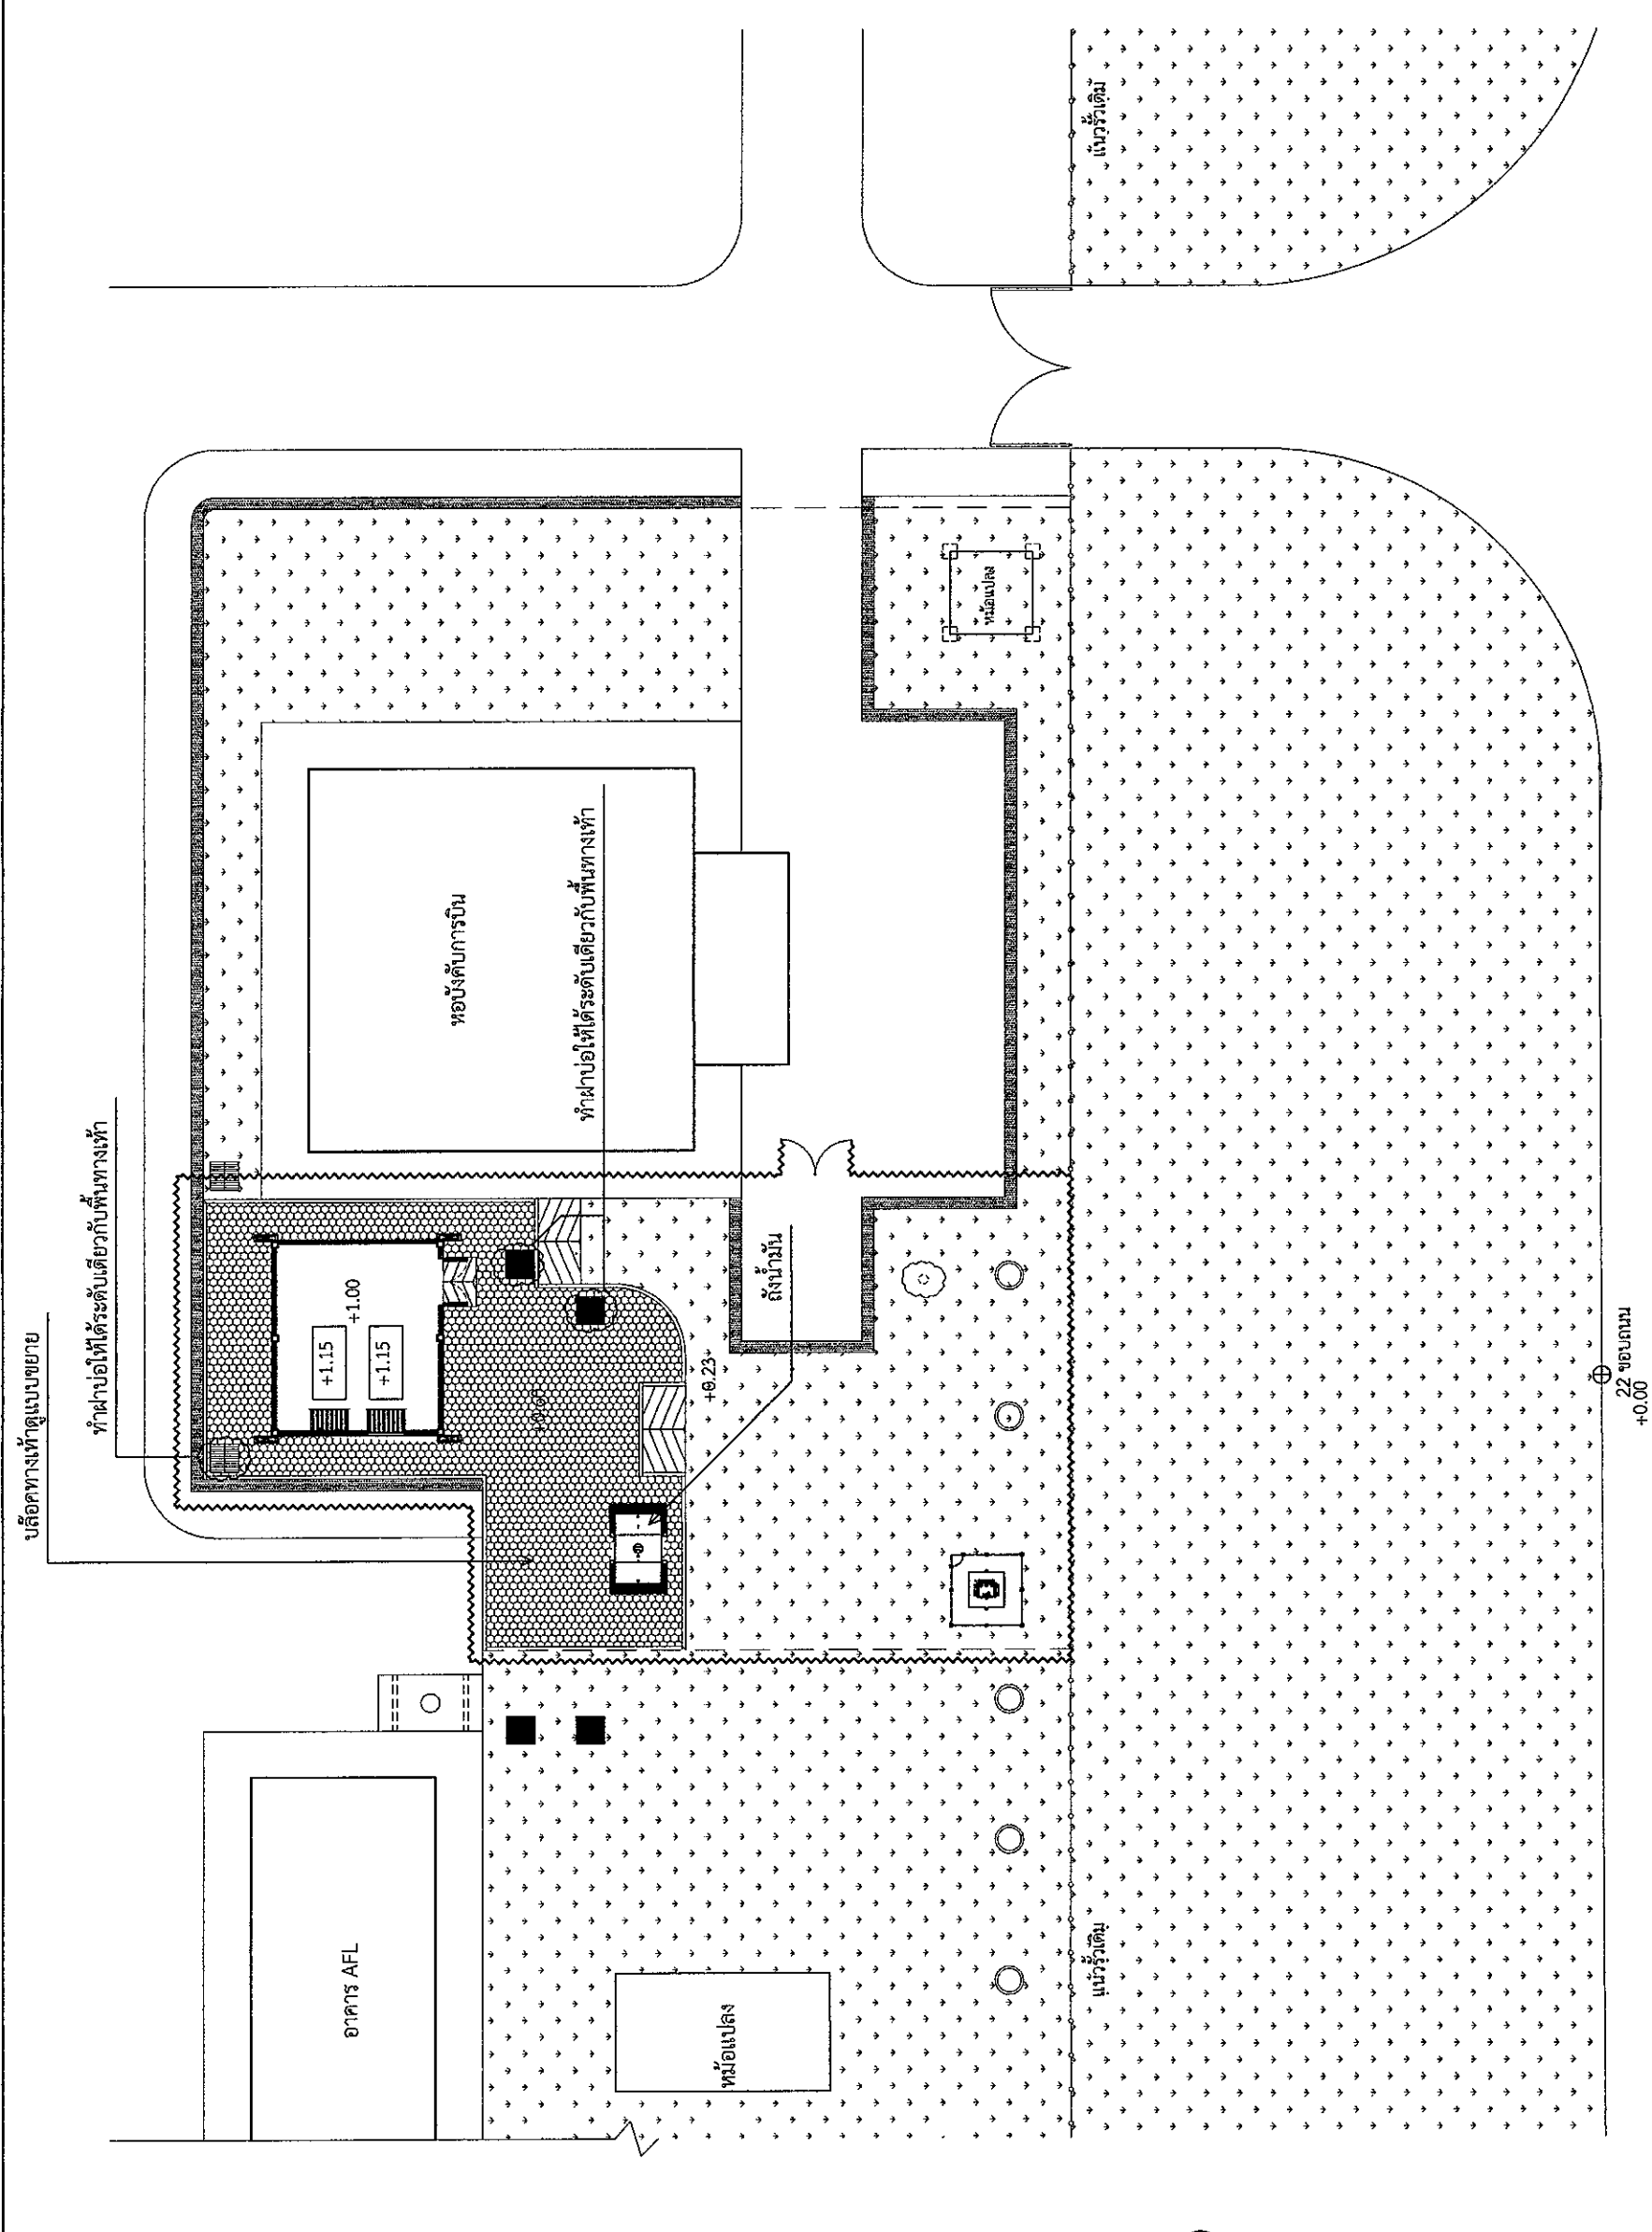 บล๊อคทางเท้าดูแบบขยาย
ทำฝาบ่อให้ได้ระดับเดียวกับพื้นทางเท้า
แนวรั้วเดิม
หม้อแปลง
หอบังคับการบิน
ทำฝาบ่อให้ได้ระดับเดียวกับพื้นทางเท้า
+1.00
+1.15
+1.15
ถังน้ำมัน
+0.23
22 ขอบถนน
+0.00
อาคาร AFL
หม้อแปลง
แนวรั้วเดิม